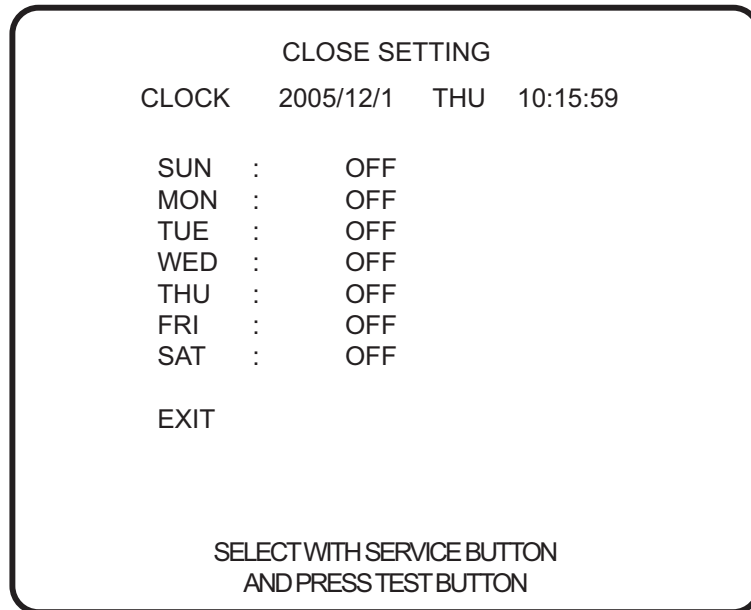 CLOSE SETTING
CLOCK 2005/12/1 THU 10:15:59
SUN : OFF
MON : OFF
TUE : OFF
WED : OFF
THU : OFF
FRI : OFF
SAT : OFF
EXIT
SELECT WITH SERVICE BUTTON
AND PRESS TEST BUTTON